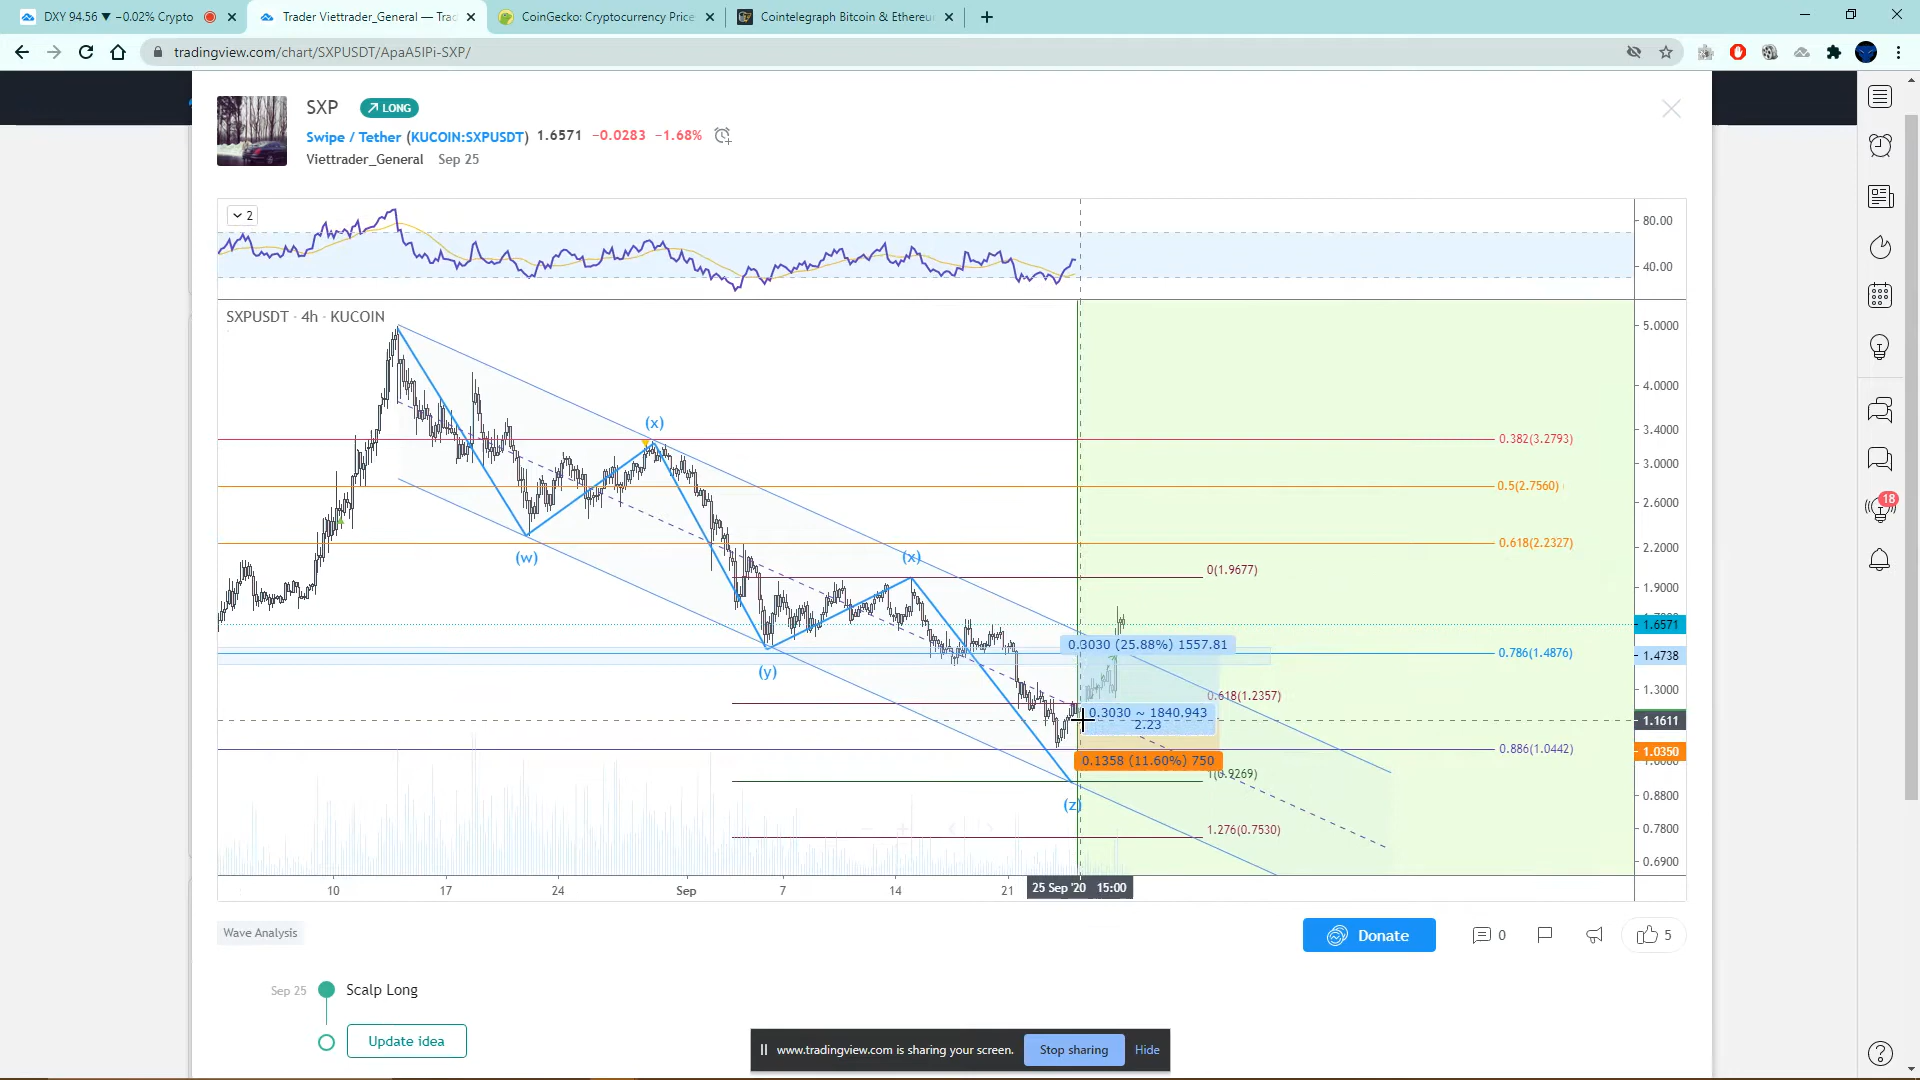 DXY 94.56 ▼ −0.02% Crypto
Trader Viettrader_General — Trad
CoinGecko: Cryptocurrency Price
Cointelegraph Bitcoin & Ethereu
tradingview.com/chart/SXPUSDT/ApaA5IPi-SXP/
SXP
LONG
Swipe / Tether (KUCOIN:SXPUSDT) 1.6571 −0.0283 −1.68%
Viettrader_General Sep 25
2
80.00
40.00
SXPUSDT · 4h · KUCOIN
5.0000
4.0000
(x)
3.4000
0.382(3.2793)
3.0000
0.5(2.7560)
2.6000
18
0.618(2.2327)
2.2000
(w)
(x)
0(1.9677)
1.9000
1.6571
0.3030 (25.88%) 1557.81
0.786(1.4876)
1.4738
(y)
1.3000
0.618(1.2357)
0.3030 ~ 1840.943
2.23
1.1611
0.886(1.0442)
1.0350
0.1358 (11.60%) 750
1(0.9269)
0.8800
(z)
1.276(0.7530)
0.7800
0.6900
10
17
24
Sep
7
14
21
25 Sep '20 15:00
Wave Analysis
Donate
0
5
Sep 25
Scalp Long
Update idea
www.tradingview.com is sharing your screen.
Stop sharing
Hide